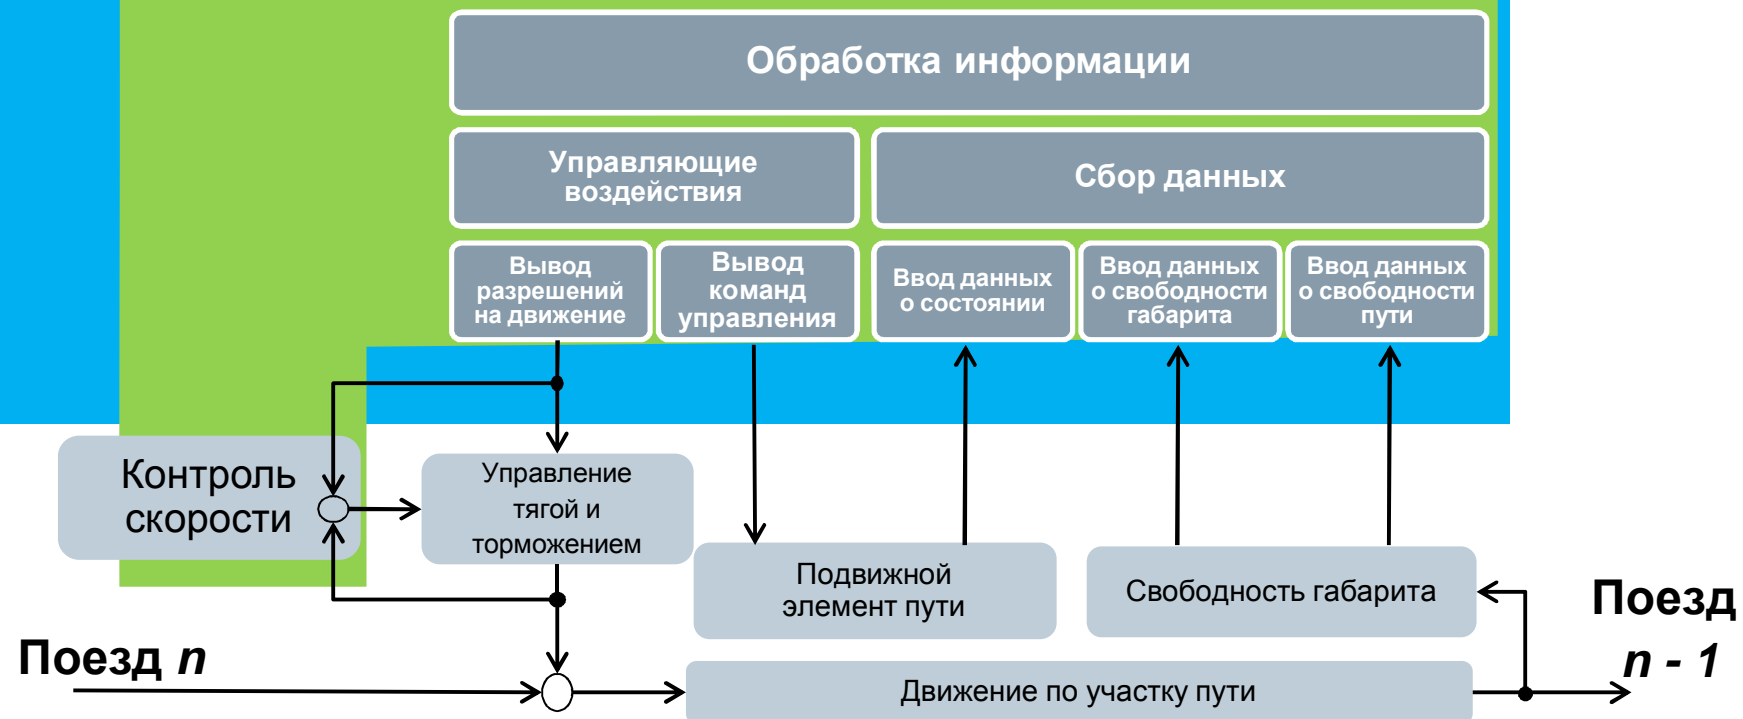 Обработка информации
Управляющие
воздействия
Сбор данных
Вывод
разрешений
на движение
Вывод
команд
управления
Ввод данных
о состоянии
Ввод данных
о свободности
габарита
Ввод данных
о свободности
пути
Контроль
скорости
Управление
тягой и
торможением
Подвижной
элемент пути
Свободность габарита
Поезд
n - 1
Поезд n
Движение по участку пути